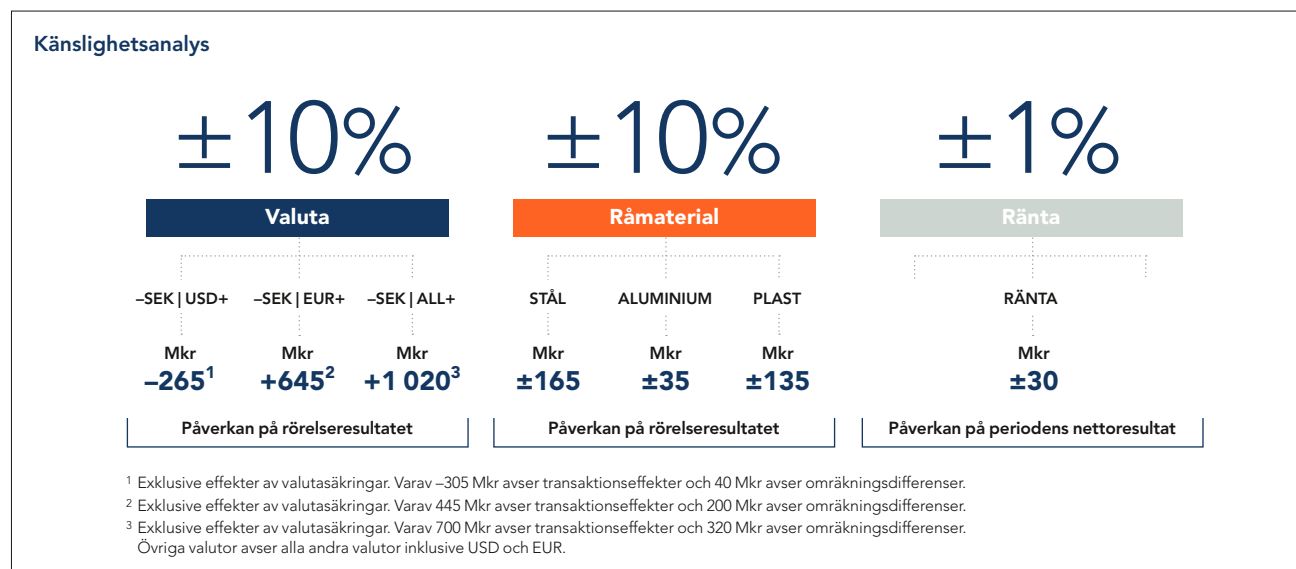 Känslighetsanalys
±10% ±10% ±1%
Valuta Råmaterial Ränta
–SEK | USD+ –SEK | EUR+ –SEK | ALL+ STÅL ALUMINIUM PLAST RÄNTA
Mkr Mkr Mkr Mkr Mkr Mkr Mkr
–265¹ +645² +1 020³ ±165 ±35 ±135 ±30
Påverkan på rörelseresultatet Påverkan på rörelseresultatet Påverkan på periodens nettoresultat
¹ Exklusive effekter av valutasäkringar. Varav –305 Mkr avser transaktionseffekter och 40 Mkr avser omräkningsdifferenser.
² Exklusive effekter av valutasäkringar. Varav 445 Mkr avser transaktionseffekter och 200 Mkr avser omräkningsdifferenser.
³ Exklusive effekter av valutasäkringar. Varav 700 Mkr avser transaktionseffekter och 320 Mkr avser omräkningsdifferenser.
Övriga valutor avser alla andra valutor inklusive USD och EUR.